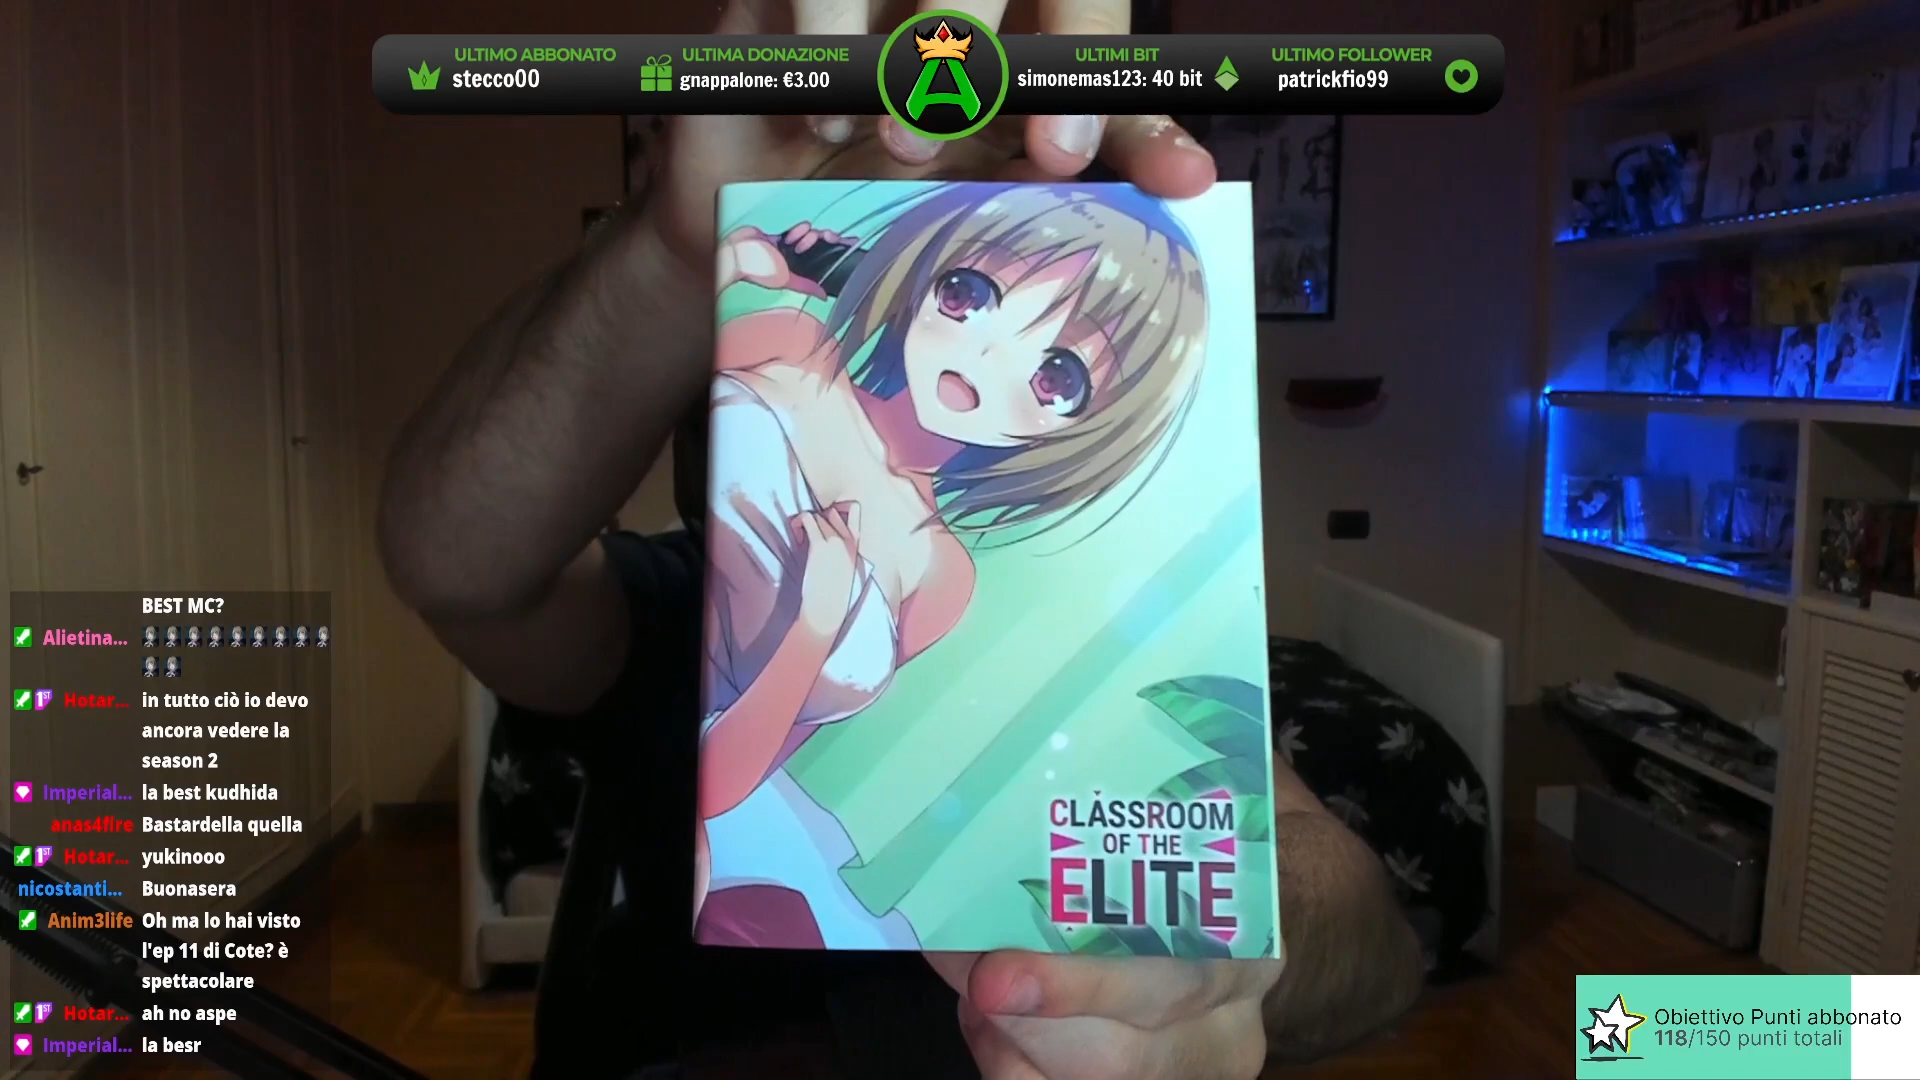 ULTIMO ABBONATO
stecco00
ULTIMA DONAZIONE
gnappalone: €3.00
A
ULTIMI BIT
simonemas123: 40 bit
ULTIMO FOLLOWER
patrickfio99
CLASSROOM
OF THE
ELITE
BEST MC?
Alietina...
1ST Hotar... in tutto ciò io devo
ancora vedere la
season 2
Imperial... la best kudhida
anas4fire Bastardella quella
1ST Hotar... yukinooo
nicostanti... Buonasera
Anim3life Oh ma lo hai visto
l'ep 11 di Cote? è
spettacolare
1ST Hotar... ah no aspe
Imperial... la besr
Obiettivo Punti abbonato
118/150 punti totali